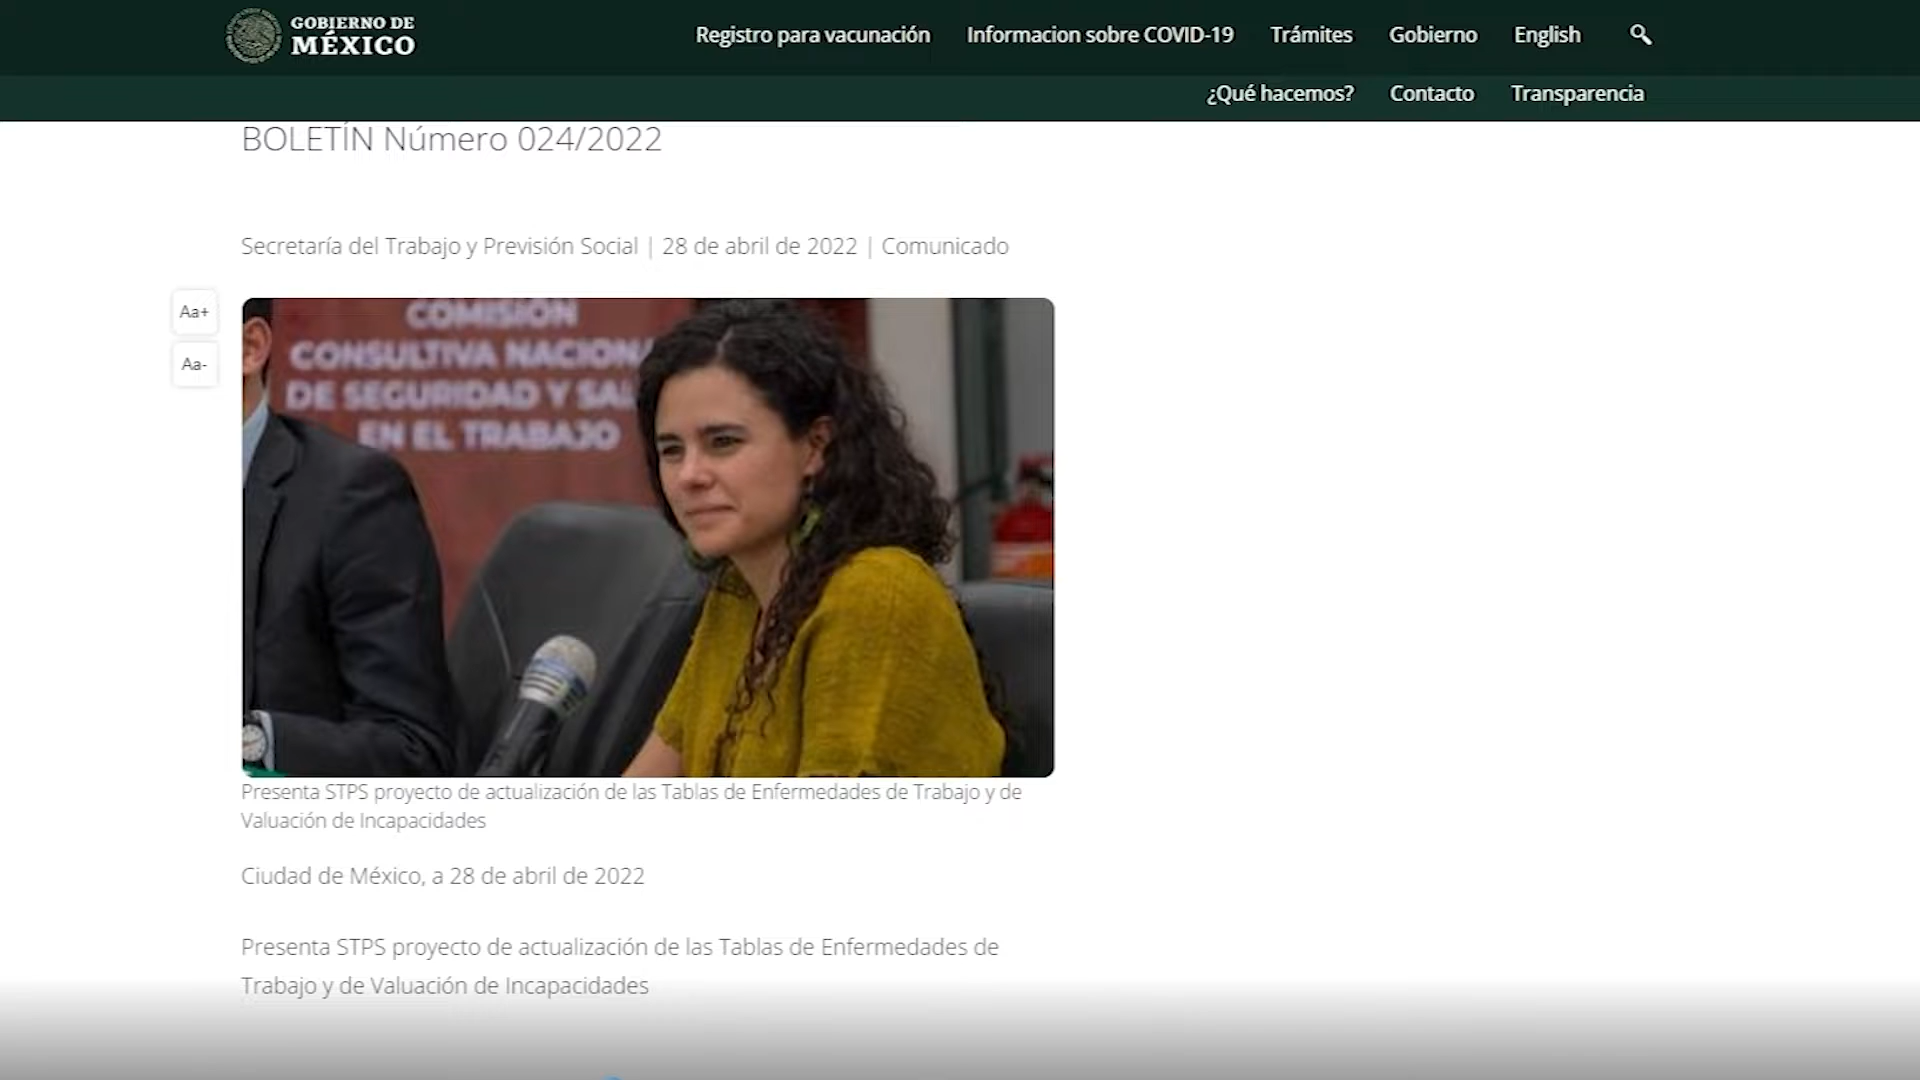 GOBIERNO DE
MÉXICO
Registro para vacunación
Informacion sobre COVID-19
Trámites
Gobierno
English
¿Qué hacemos?
Contacto
Transparencia
BOLETÍN Número 024/2022
Secretaría del Trabajo y Previsión Social | 28 de abril de 2022 | Comunicado
Aa+
Aa-
COMISIÓN
CONSULTIVA NACIONA
DE SEGURIDAD Y SAL
EN EL TRABAJO
Presenta STPS proyecto de actualización de las Tablas de Enfermedades de Trabajo y de
Valuación de Incapacidades
Ciudad de México, a 28 de abril de 2022
Presenta STPS proyecto de actualización de las Tablas de Enfermedades de
Trabajo y de Valuación de Incapacidades